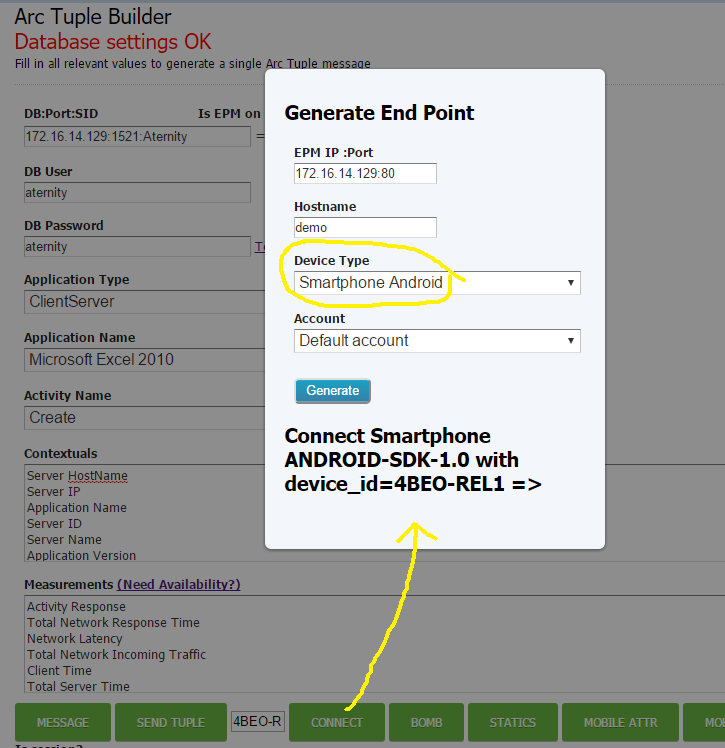 Arc Tuple Builder
Database settings OK
Fill in all relevant values to generate a single Arc Tuple message
DB:Port:SID Is EPM on
172.16.14.129:1521:Aternity =
DB User
aternity
DB Password
aternity
Application Type
ClientServer
Application Name
Microsoft Excel 2010
Activity Name
Create
Contextuals
Server HostName
Server IP
Application Name
Server ID
Server Name
Application Version
Measurements (Need Availability?)
Activity Response
Total Network Response Time
Network Latency
Total Network Incoming Traffic
Client Time
Total Server Time
MESSAGE SEND TUPLE 4BEO-R CONNECT BOMB STATICS MOBILE ATTR
Generate End Point
EPM IP :Port
172.16.14.129:80
Hostname
demo
Device Type
Smartphone Android
Account
Default account
Generate
Connect Smartphone
ANDROID-SDK-1.0 with
device_id=4BEO-REL1 =>